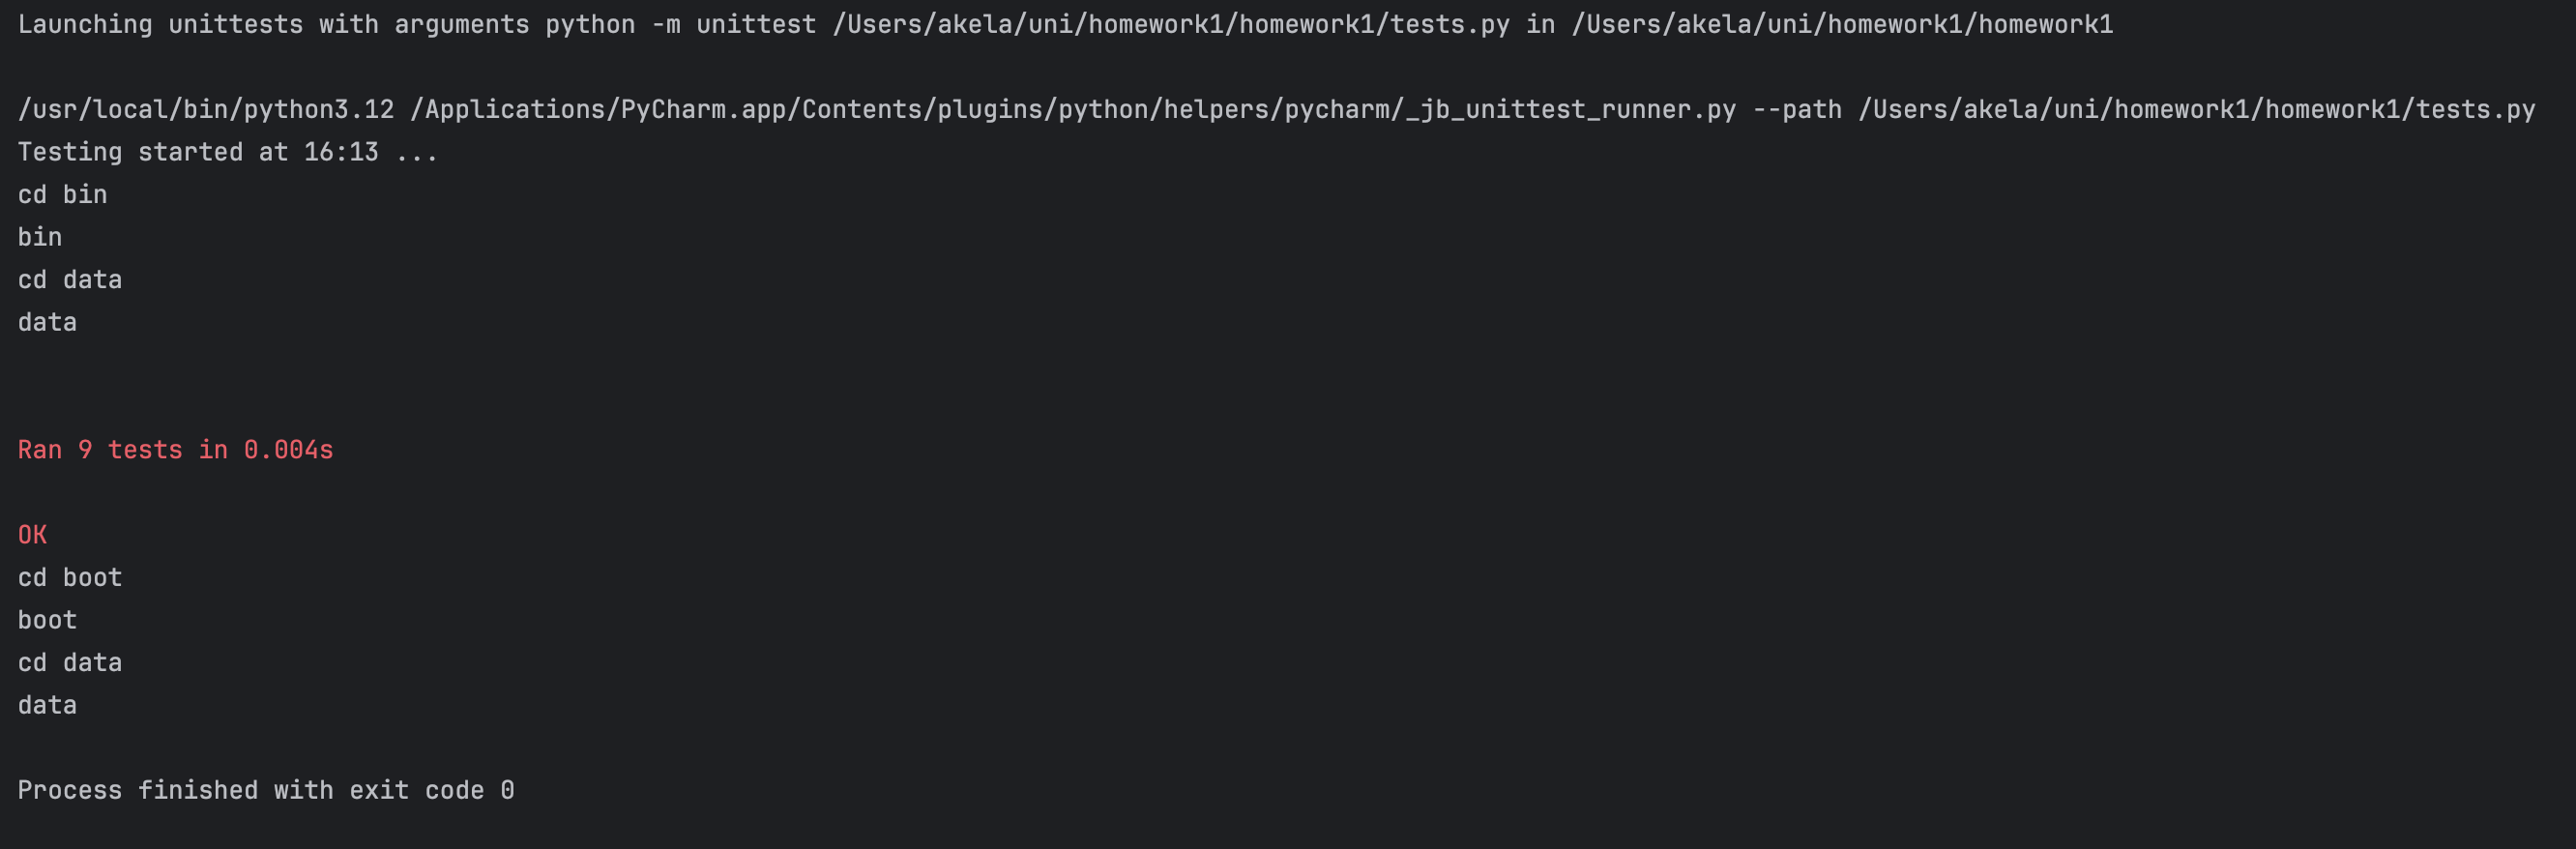 Launching unittests with arguments python -m unittest /Users/akela/uni/homework1/homework1/tests.py in /Users/akela/uni/homework1/homework1
/usr/local/bin/python3.12 /Applications/PyCharm.app/Contents/plugins/python/helpers/pycharm/_jb_unittest_runner.py --path /Users/akela/uni/homework1/homework1/tests.py
Testing started at 16:13 ...
cd bin
bin
cd data
data
Ran 9 tests in 0.004s
OK
cd boot
boot
cd data
data
Process finished with exit code 0